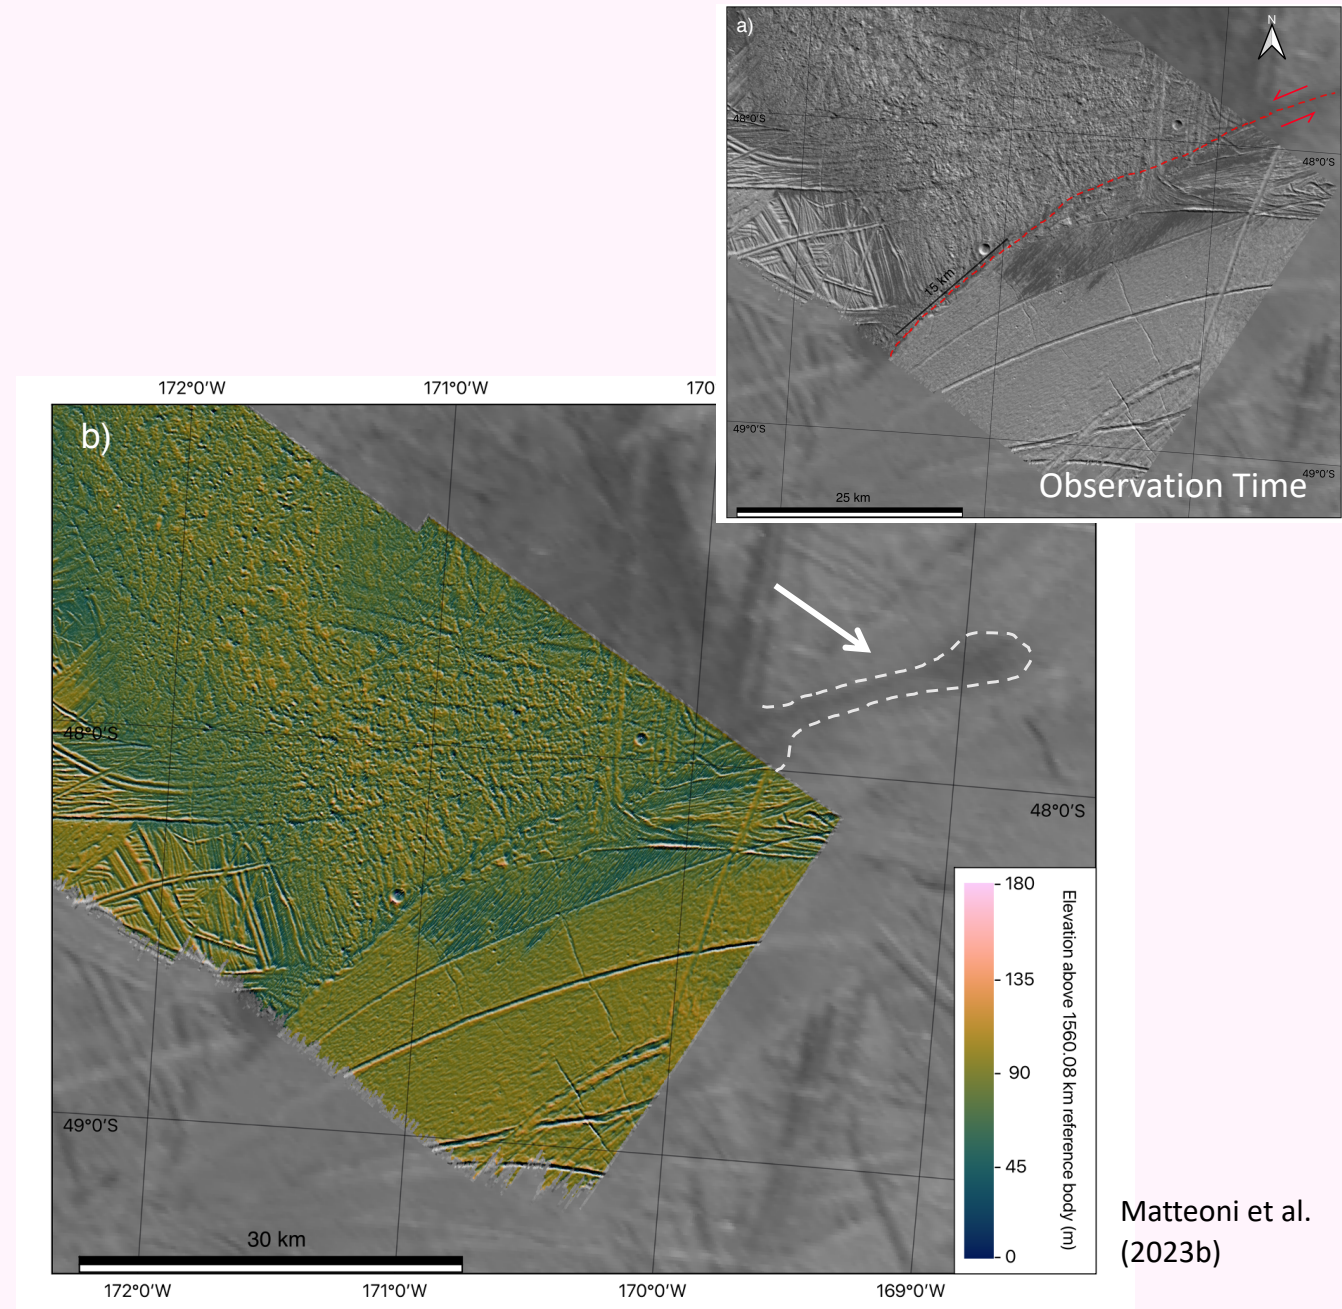 a)
N
48°0'S
48°0'S
15 km
49°0'S
49°0'S
Observation Time
25 km
172°0'W
171°0'W
170
b)
48°0'S
48°0'S
180
135
90
45
0
Elevation above 1560.08 km reference body (m)
49°0'S
30 km
172°0'W
171°0'W
170°0'W
169°0'W
Matteoni et al.
(2023b)